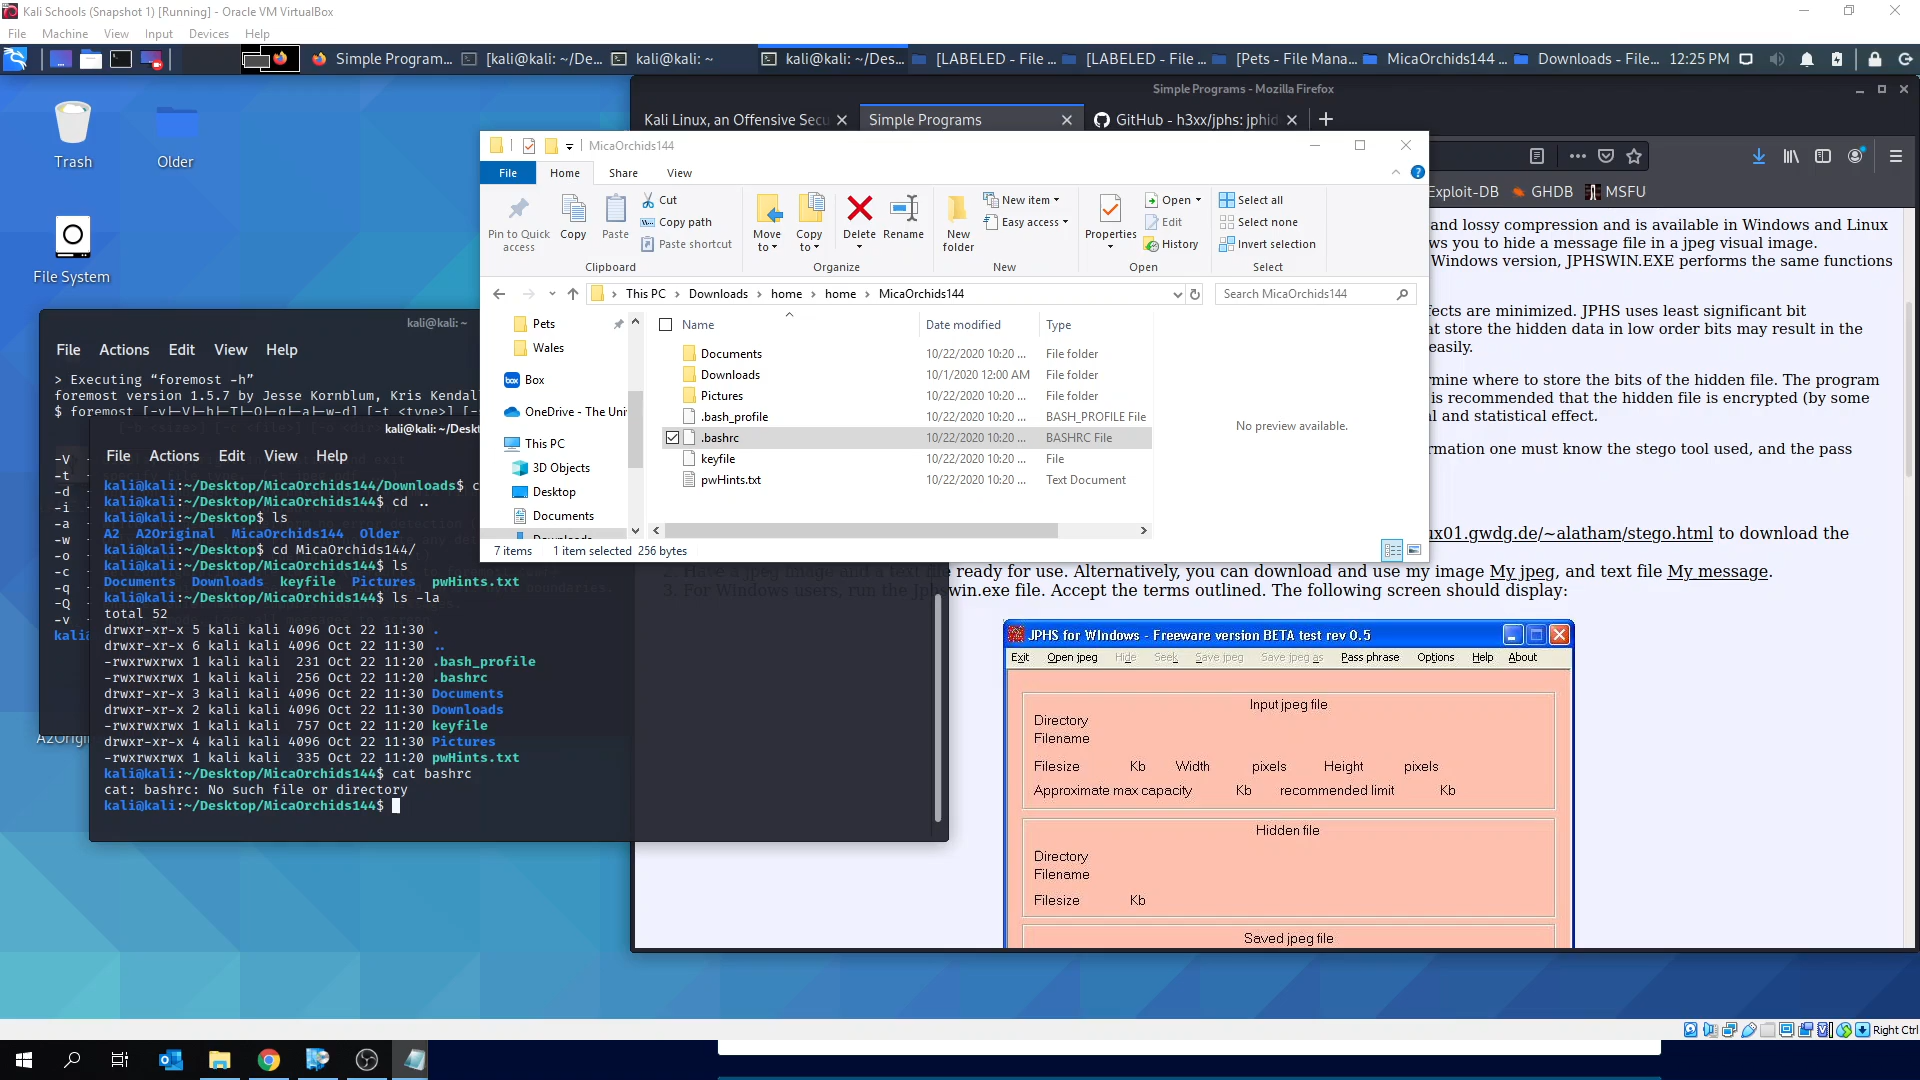 Kali Schools (Snapshot 1) [Running] - Oracle VM VirtualBox
File Machine View Input Devices Help
Simple Program... [kali@kali: ~/De... kali@kali: ~ kali@kali: ~/Des... [LABELED - File ... [LABELED - File ... [Pets - File Mana... MicaOrchids144 ... Downloads - File... 12:25 PM
Trash
Older
File System
Simple Programs - Mozilla Firefox
Kali Linux, an Offensive Secu
Simple Programs
GitHub - h3xx/jphs: jphid
Exploit-DB GHDB MSFU
MicaOrchids144
File Home Share View
Pin to Quick access
Copy
Paste
Cut
Copy path
Paste shortcut
Move to
Copy to
Delete
Rename
New folder
New item
Easy access
Properties
Open
Edit
History
Select all
Select none
Invert selection
Clipboard Organize New Open Select
This PC Downloads home home MicaOrchids144
Search MicaOrchids144
Pets
Wales
Box
OneDrive - The Uni
This PC
3D Objects
Desktop
Documents
Name Date modified Type
Documents 10/22/2020 10:20 ... File folder
Downloads 10/1/2020 12:00 AM File folder
Pictures 10/22/2020 10:20 ... File folder
.bash_profile 10/22/2020 10:20 ... BASH_PROFILE File
.bashrc 10/22/2020 10:20 ... BASHRC File
keyfile 10/22/2020 10:20 ... File
pwHints.txt 10/22/2020 10:20 ... Text Document
No preview available.
7 items 1 item selected 256 bytes
and lossy compression and is available in Windows and Linux
ws you to hide a message file in a jpeg visual image.
Windows version, JPHSWIN.EXE performs the same functions
fects are minimized. JPHS uses least significant bit
at store the hidden data in low order bits may result in the
easily.
rmine where to store the bits of the hidden file. The program
is recommended that the hidden file is encrypted (by some
al and statistical effect.
rmation one must know the stego tool used, and the pass
ux01.gwdg.de/~alatham/stego.html to download the
2. Have a jpeg image and a text file ready for use. Alternatively, you can download and use my image My jpeg, and text file My message.
3. For Windows users, run the jphswin.exe file. Accept the terms outlined. The following screen should display:
JPHS for WIndows - Freeware version BETA test rev 0.5
Exit Open jpeg Hide Seek Save jpeg Save jpeg as Pass phrase Options Help About
Input jpeg file
Directory
Filename
Filesize Kb Width pixels Height pixels
Approximate max capacity Kb recommended limit Kb
Hidden file
Directory
Filename
Filesize Kb
Saved jpeg file
kali@kali: ~
File Actions Edit View Help
> Executing “foremost -h”
foremost version 1.5.7 by Jesse Kornblum, Kris Kendall
$ foremost [-v|-V|-h|-T|-Q|-q|-a|-w-d] [-t <type>] [-s
-V
-t
-d
-i
-a
-w
-o
-c
-q
-Q
-v
kali
kali@kali: ~/Deskt
File Actions Edit View Help
kali@kali:~/Desktop/MicaOrchids144/Downloads$ c
kali@kali:~/Desktop/MicaOrchids144$ cd ..
kali@kali:~/Desktop$ ls
A2 A2Original MicaOrchids144 Older
kali@kali:~/Desktop$ cd MicaOrchids144/
kali@kali:~/Desktop/MicaOrchids144$ ls
Documents Downloads keyfile Pictures pwHints.txt
kali@kali:~/Desktop/MicaOrchids144$ ls -la
total 52
drwxr-xr-x 5 kali kali 4096 Oct 22 11:30 .
drwxr-xr-x 6 kali kali 4096 Oct 22 11:30 ..
-rwxrwxrwx 1 kali kali 231 Oct 22 11:20 .bash_profile
-rwxrwxrwx 1 kali kali 256 Oct 22 11:20 .bashrc
drwxr-xr-x 3 kali kali 4096 Oct 22 11:30 Documents
drwxr-xr-x 2 kali kali 4096 Oct 22 11:30 Downloads
-rwxrwxrwx 1 kali kali 757 Oct 22 11:20 keyfile
drwxr-xr-x 4 kali kali 4096 Oct 22 11:30 Pictures
-rwxrwxrwx 1 kali kali 335 Oct 22 11:20 pwHints.txt
kali@kali:~/Desktop/MicaOrchids144$ cat bashrc
cat: bashrc: No such file or directory
kali@kali:~/Desktop/MicaOrchids144$
A2Origi
Right Ctrl